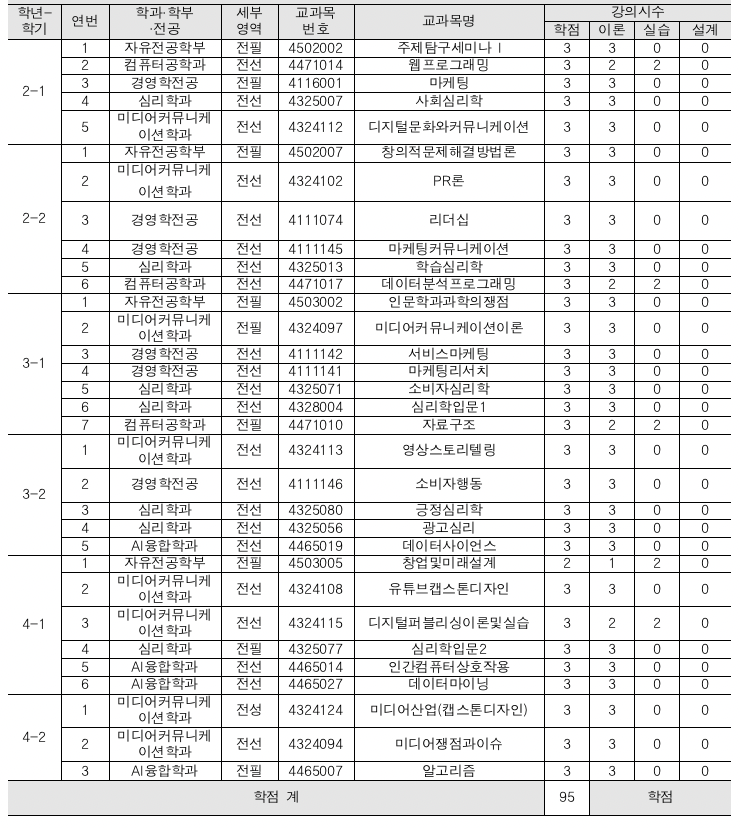 학년-학기 연번 학과·학부·전공 세부영역 교과목번호 교과목명 강의시수
학점 이론 실습 설계
2-1
1 자유전공학부 전필 4502002 주제탐구세미나Ⅰ 3 3 0 0
2 컴퓨터공학과 전선 4471014 웹프로그래밍 3 2 2 0
3 경영학전공 전필 4116001 마케팅 3 3 0 0
4 심리학과 전선 4325007 사회심리학 3 3 0 0
5 미디어커뮤니케이션학과 전선 4324112 디지털문화와커뮤니케이션 3 3 0 0
2-2
1 자유전공학부 전필 4502007 창의적문제해결방법론 3 3 0 0
2 미디어커뮤니케이션학과 전선 4324102 PR론 3 3 0 0
3 경영학전공 전선 4111074 리더십 3 3 0 0
4 경영학전공 전선 4111145 마케팅커뮤니케이션 3 3 0 0
5 심리학과 전선 4325013 학습심리학 3 3 0 0
6 컴퓨터공학과 전선 4471017 데이터분석프로그래밍 3 2 2 0
3-1
1 자유전공학부 전필 4503002 인문학과과학의쟁점 3 3 0 0
2 미디어커뮤니케이션학과 전필 4324097 미디어커뮤니케이션이론 3 3 0 0
3 경영학전공 전선 4111142 서비스마케팅 3 3 0 0
4 경영학전공 전선 4111141 마케팅리서치 3 3 0 0
5 심리학과 전선 4325071 소비자심리학 3 3 0 0
6 심리학과 전선 4328004 심리학입문1 3 3 0 0
7 컴퓨터공학과 전필 4471010 자료구조 3 2 2 0
3-2
1 미디어커뮤니케이션학과 전선 4324113 영상스토리텔링 3 3 0 0
2 경영학전공 전선 4111146 소비자행동 3 3 0 0
3 심리학과 전선 4325080 긍정심리학 3 3 0 0
4 심리학과 전선 4325056 광고심리 3 3 0 0
5 AI융합학과 전선 4465019 데이터사이언스 3 3 0 0
4-1
1 자유전공학부 전필 4503005 창업및미래설계 2 1 2 0
2 미디어커뮤니케이션학과 전선 4324108 유튜브캡스톤디자인 3 3 0 0
3 미디어커뮤니케이션학과 전선 4324115 디지털퍼블리싱이론및실습 3 2 2 0
4 심리학과 전필 4325077 심리학입문2 3 3 0 0
5 AI융합학과 전선 4465014 인간컴퓨터상호작용 3 3 0 0
6 AI융합학과 전선 4465027 데이터마이닝 3 3 0 0
4-2
1 미디어커뮤니케이션학과 전성 4324124 미디어산업(캡스톤디자인) 3 3 0 0
2 미디어커뮤니케이션학과 전선 4324094 미디어쟁점과이슈 3 3 0 0
3 AI융합학과 전필 4465007 알고리즘 3 3 0 0
학점 계 95 학점